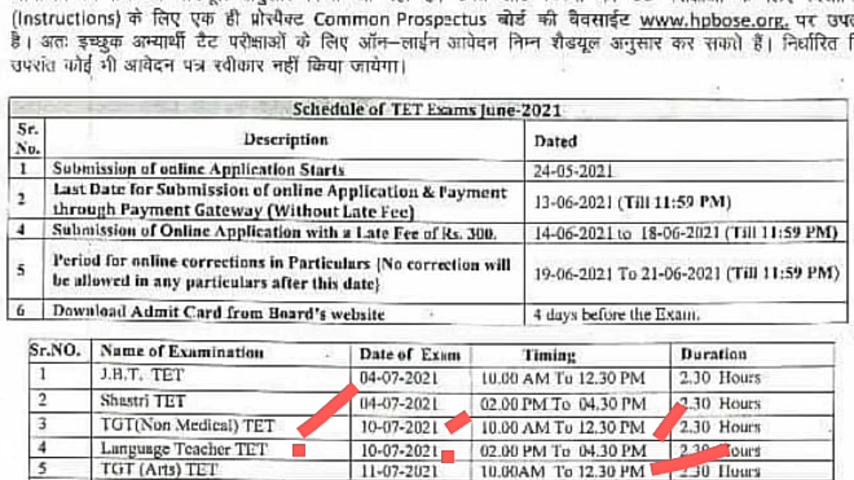 (Instructions) के लिए एक ही प्रोस्पैक्ट Common Prospectus बोर्ड की वैबसाईट www.hpbose.org. पर उपल
है। अतः इच्छुक अभ्यार्थी टैट परीक्षाओं के लिए ऑन–लाईन आवेदन निम्न शैडयूल अनुसार कर सकते हैं। निर्धारित
उपरांत कोई भी आवेदन पत्र स्वीकार नहीं किया जायेगा।
Schedule of TET Exams June-2021
Sr. No. Description Dated
1 Submission of online Application Starts 24-05-2021
2 Last Date for Submission of online Application & Payment through Payment Gateway (Without Late Fee) 13-06-2021 (Till 11:59 PM)
4 Submission of Online Application with a Late Fee of Rs. 300. 14-06-2021 to 18-06-2021 (Till 11:59 PM)
5 Period for online corrections in Particulars {No correction will be allowed in any particulars after this date} 19-06-2021 To 21-06-2021 (Till 11:59 PM)
6 Download Admit Card from Board's website 4 days before the Exam.
Sr.NO. Name of Examination Date of Exam Timing Duration
1 J.B.T. TET 04-07-2021 10.00 AM To 12.30 PM 2.30 Hours
2 Shastri TET 04-07-2021 02.00 PM To 04.30 PM 2.30 Hours
3 TGT(Non Medical) TET 10-07-2021 10.00 AM To 12.30 PM 2.30 Hours
4 Language Teacher TET 10-07-2021 02.00 PM To 04.30 PM 2.30 Hours
5 TGT (Arts) TET 11-07-2021 10.00AM To 12.30 PM 2.30 Hours